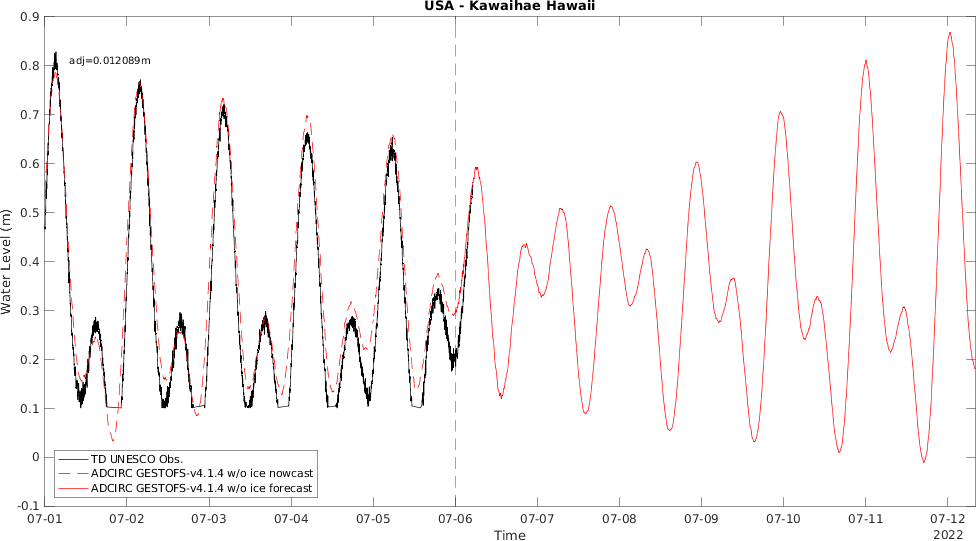 USA - Kawaihae Hawaii
adj=0.012089m
0.9
0.8
0.7
0.6
0.5
0.4
0.3
0.2
0.1
0
-0.1
Water Level (m)
TD UNESCO Obs.
ADCIRC GESTOFS-v4.1.4 w/o ice nowcast
ADCIRC GESTOFS-v4.1.4 w/o ice forecast
07-01 07-02 07-03 07-04 07-05 07-06 07-07 07-08 07-09 07-10 07-11 07-12
2022
Time